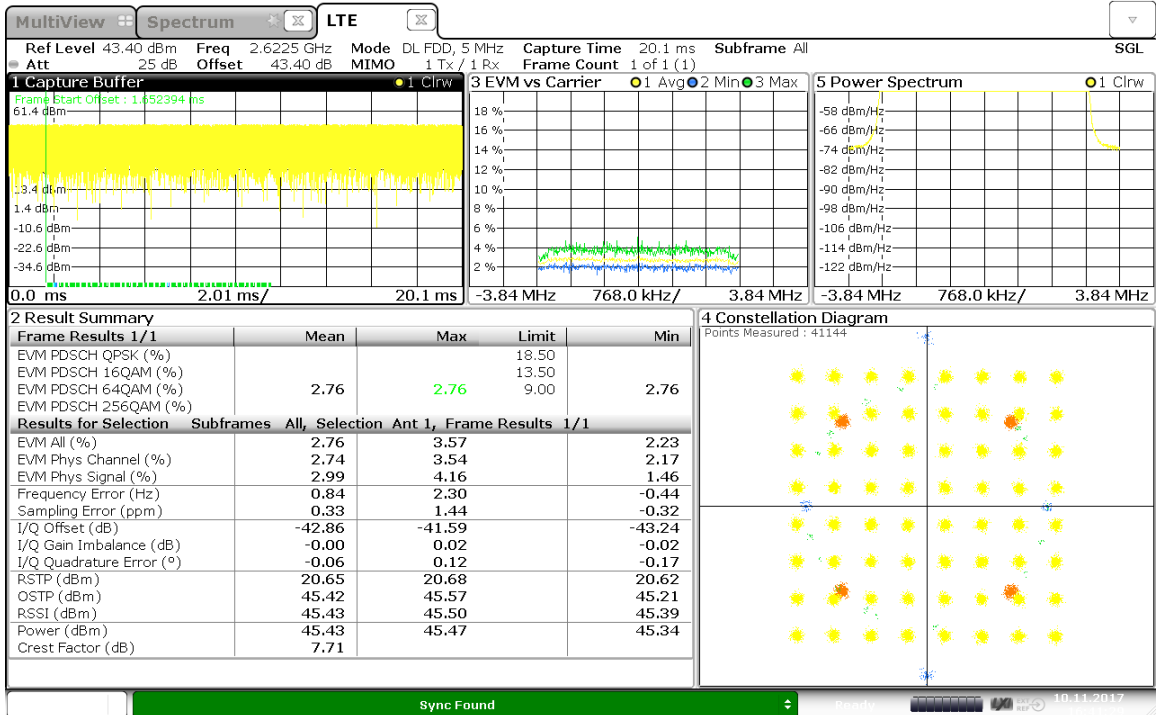 MultiView Spectrum LTE
Ref Level 43.40 dBm Freq 2.6225 GHz Mode DL FDD, 5 MHz Capture Time 20.1 ms Subframe All SGL
Att 25 dB Offset 43.40 dB MIMO 1 Tx / 1 Rx Frame Count 1 of 1 (1)
1 Capture Buffer 1 Clrw
Frame Start Offset : 1.652394 ms
61.4 dBm
13.4 dBm
1.4 dBm
-10.6 dBm
-22.6 dBm
-34.6 dBm
0.0 ms 2.01 ms/ 20.1 ms
3 EVM vs Carrier 1 Avg 2 Min 3 Max
18 %
16 %
14 %
12 %
10 %
8 %
6 %
4 %
2 %
-3.84 MHz 768.0 kHz/ 3.84 MHz
5 Power Spectrum 1 Clrw
-58 dBm/Hz
-66 dBm/Hz
-74 dBm/Hz
-82 dBm/Hz
-90 dBm/Hz
-98 dBm/Hz
-106 dBm/Hz
-114 dBm/Hz
-122 dBm/Hz
-3.84 MHz 768.0 kHz/ 3.84 MHz
2 Result Summary
Frame Results 1/1 Mean Max Limit Min
EVM PDSCH QPSK (%) 18.50
EVM PDSCH 16QAM (%) 13.50
EVM PDSCH 64QAM (%) 2.76 2.76 9.00 2.76
EVM PDSCH 256QAM (%)
Results for Selection Subframes All, Selection Ant 1, Frame Results 1/1
EVM All (%) 2.76 3.57 2.23
EVM Phys Channel (%) 2.74 3.54 2.17
EVM Phys Signal (%) 2.99 4.16 1.46
Frequency Error (Hz) 0.84 2.30 -0.44
Sampling Error (ppm) 0.33 1.44 -0.32
I/Q Offset (dB) -42.86 -41.59 -43.24
I/Q Gain Imbalance (dB) -0.00 0.02 -0.02
I/Q Quadrature Error (º) -0.06 0.12 -0.17
RSTP (dBm) 20.65 20.68 20.62
OSTP (dBm) 45.42 45.57 45.21
RSSI (dBm) 45.43 45.50 45.39
Power (dBm) 45.43 45.47 45.34
Crest Factor (dB) 7.71
4 Constellation Diagram
Points Measured : 41144
Sync Found
Ready
LXI EXT REF
10.11.2017